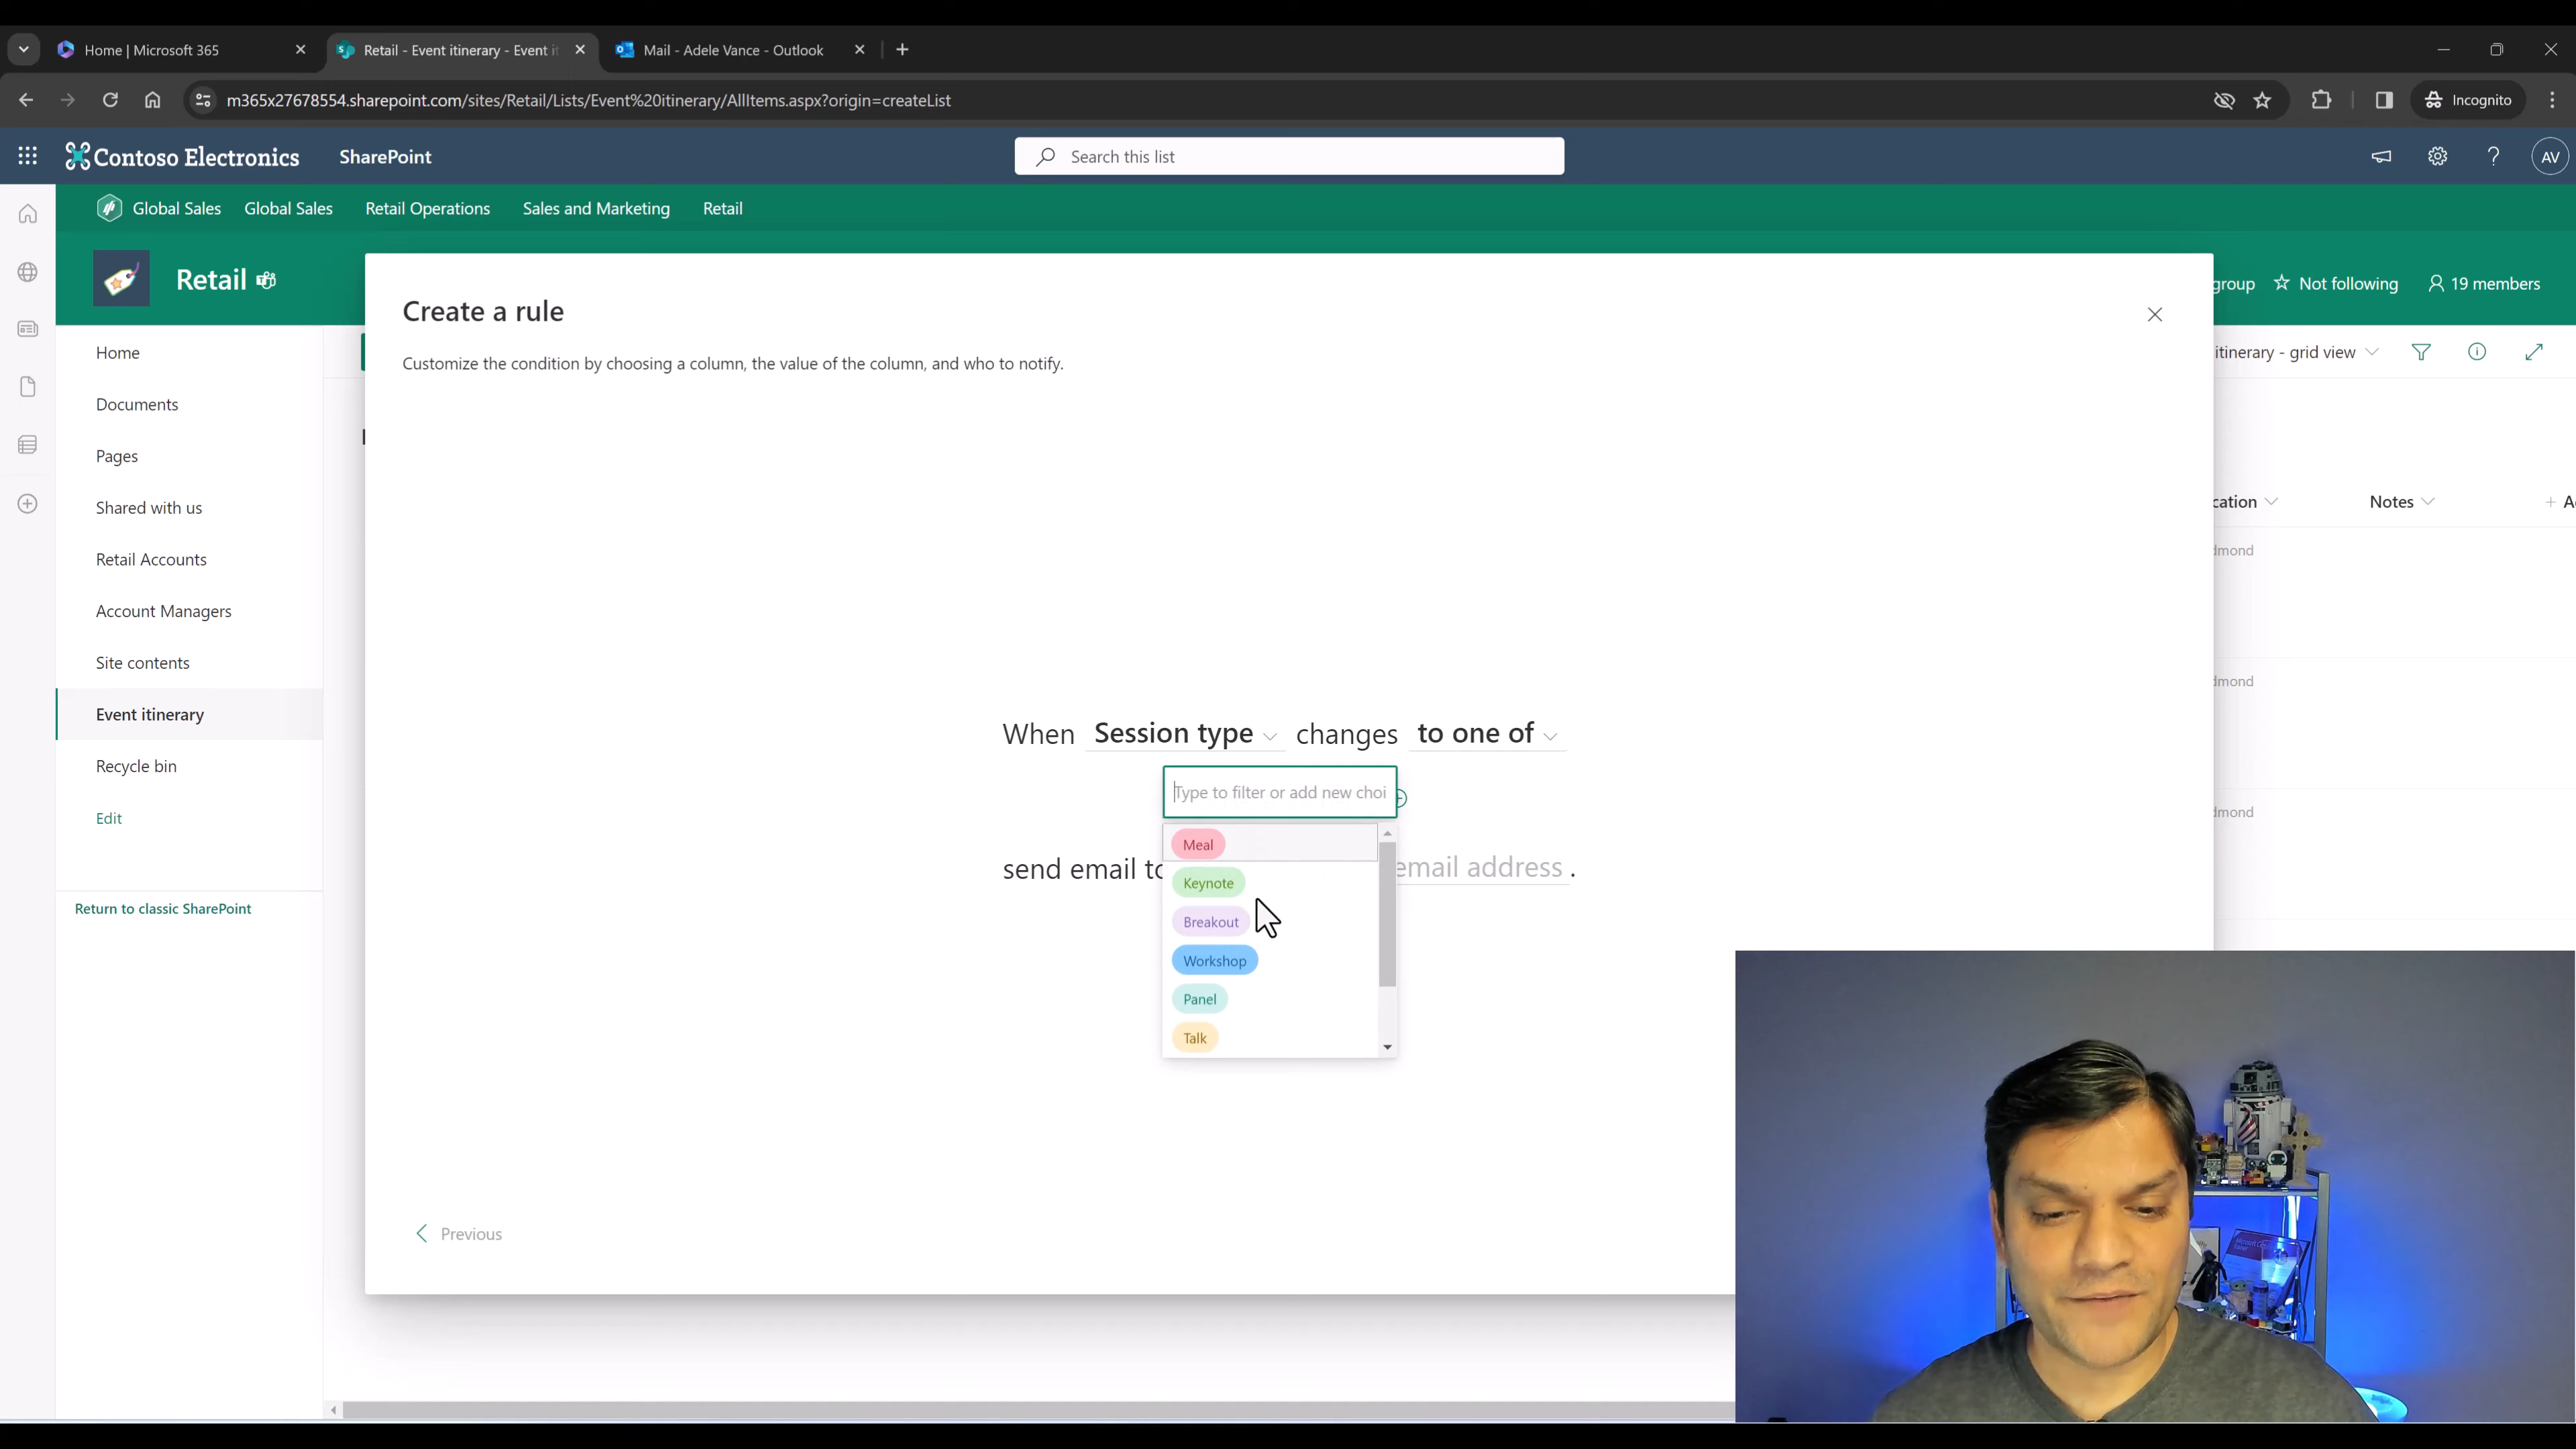 Home | Microsoft 365
Retail - Event itinerary - Event it
Mail - Adele Vance - Outlook
m365x27678554.sharepoint.com/sites/Retail/Lists/Event%20itinerary/AllItems.aspx?origin=createList
Incognito
Contoso Electronics
SharePoint
Search this list
AV
Global Sales
Global Sales
Retail Operations
Sales and Marketing
Retail
Retail
group
Not following
19 members
Create a rule
Customize the condition by choosing a column, the value of the column, and who to notify.
itinerary - grid view
Home
Documents
Pages
Shared with us
Retail Accounts
Account Managers
Site contents
Event itinerary
Recycle bin
Edit
Return to classic SharePoint
cation
Notes
dmond
dmond
dmond
When Session type changes to one of
Type to filter or add new choi
Meal
Keynote
Breakout
Workshop
Panel
Talk
send email to
email address .
Previous